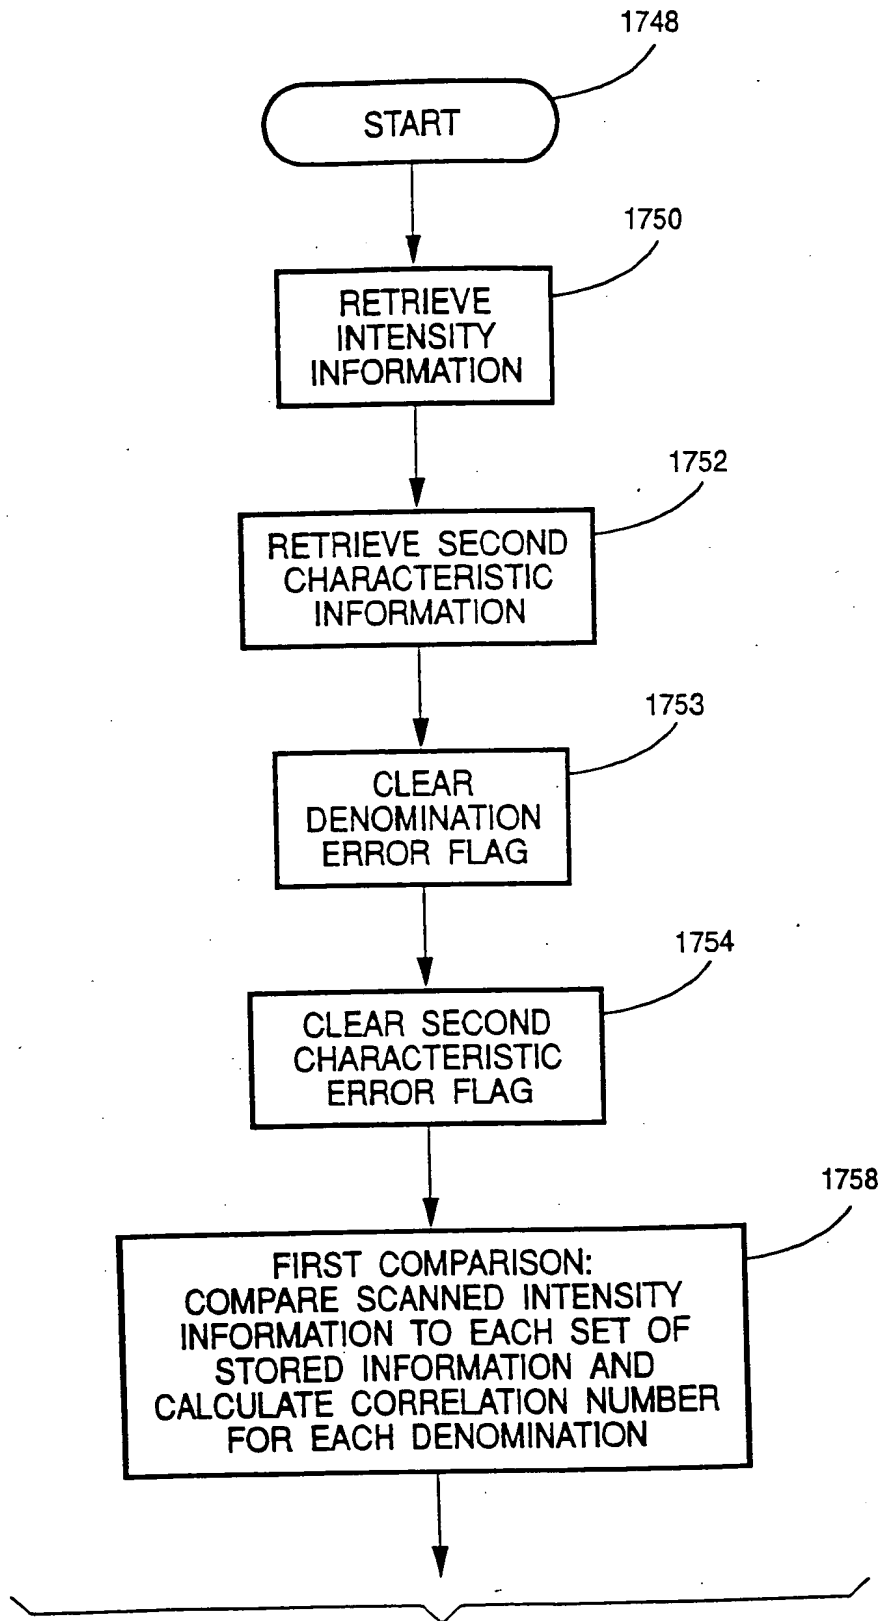 1748
START
1750
RETRIEVE
INTENSITY
INFORMATION
1752
RETRIEVE SECOND
CHARACTERISTIC
INFORMATION
1753
CLEAR
DENOMINATION
ERROR FLAG
1754
CLEAR SECOND
CHARACTERISTIC
ERROR FLAG
1758
FIRST COMPARISON:
COMPARE SCANNED INTENSITY
INFORMATION TO EACH SET OF
STORED INFORMATION AND
CALCULATE CORRELATION NUMBER
FOR EACH DENOMINATION